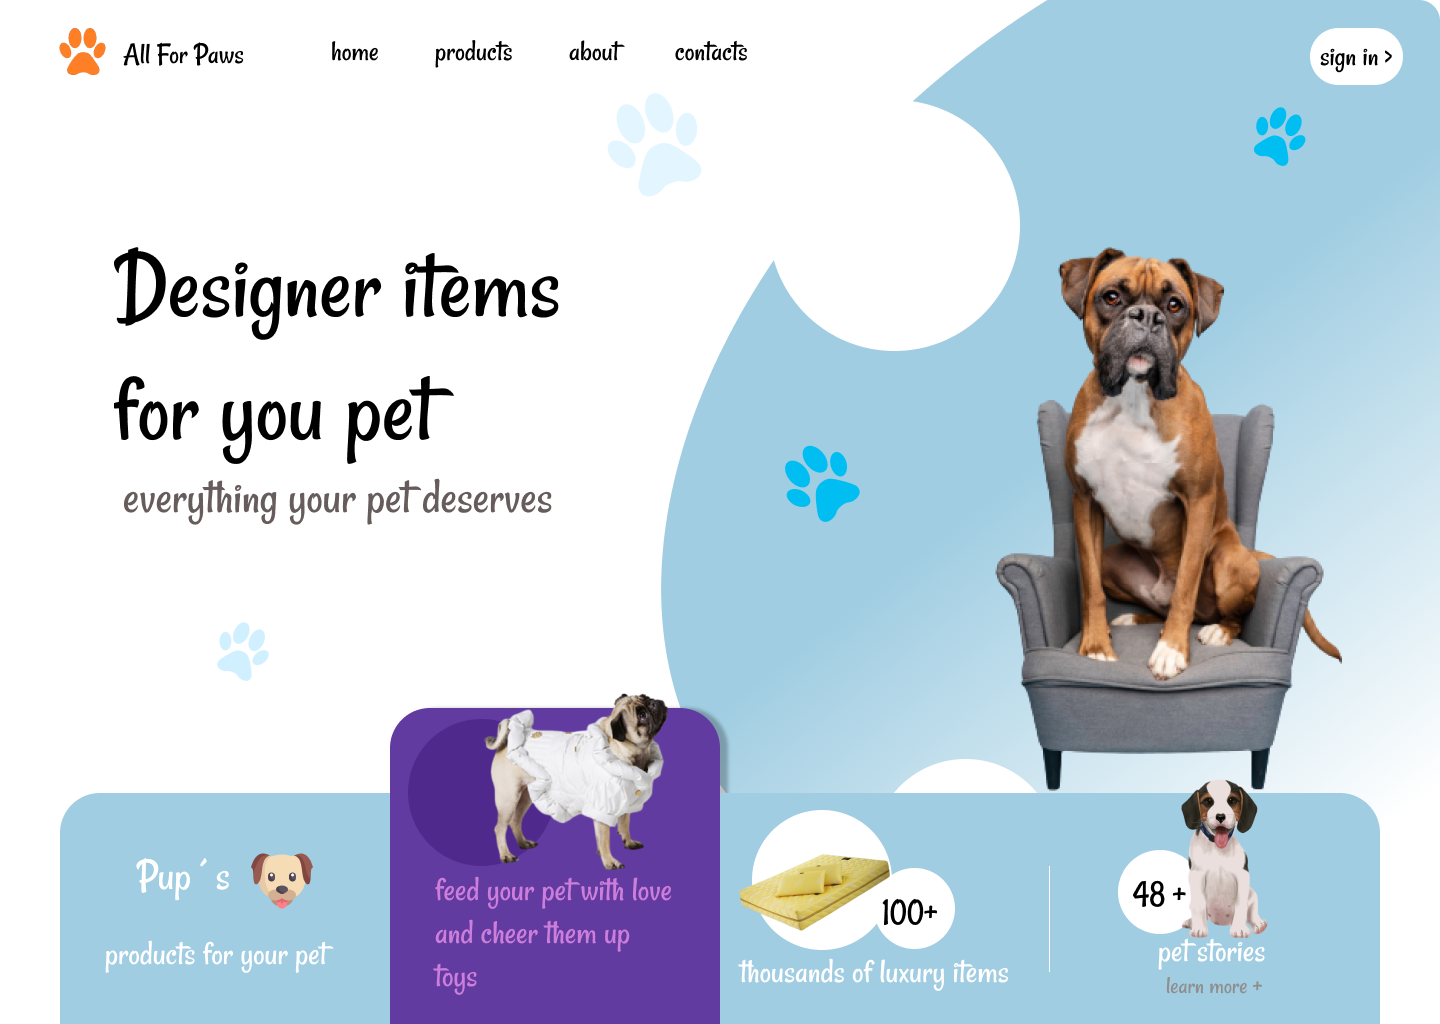 All For Paws
home
products
about
contacts
sign in >
Designer items
for you pet
everything your pet deserves
Pup´s
products for your pet
feed your pet with love
and cheer them up
toys
100+
thousands of luxury items
48 +
pet stories
learn more +